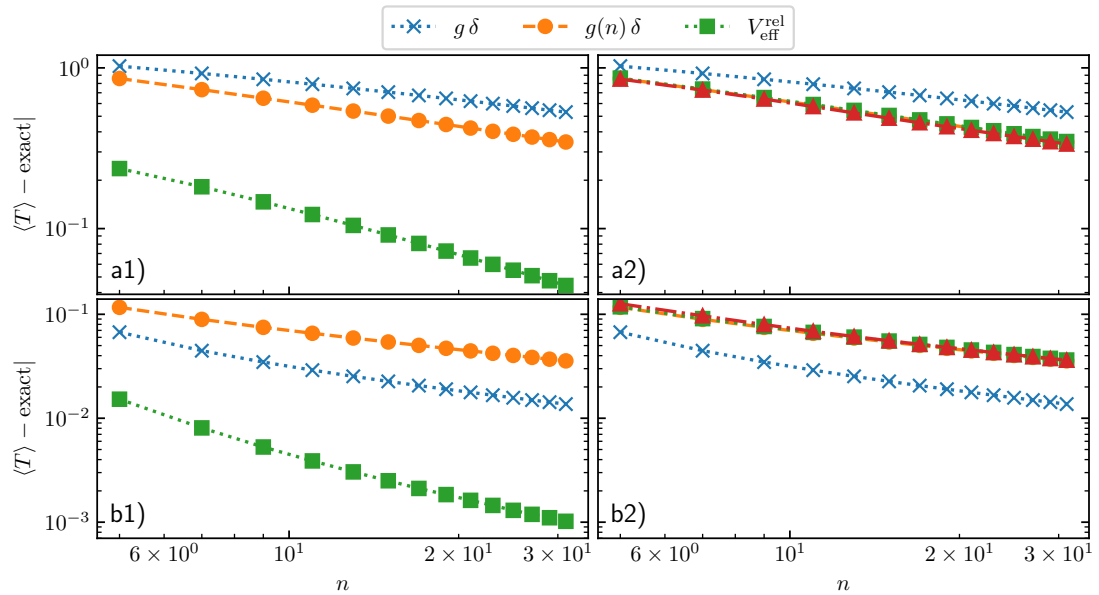 g δ   g(n) δ   V_eff^rel
⟨T⟩ − exact|
10^0
10^−1
a1)
a2)
⟨T⟩ − exact|
10^−1
10^−2
10^−3
b1)
b2)
6 × 10^0   10^1   2 × 10^1   3 × 10^1   6 × 10^0   10^1   2 × 10^1   3 × 10^1
n   n